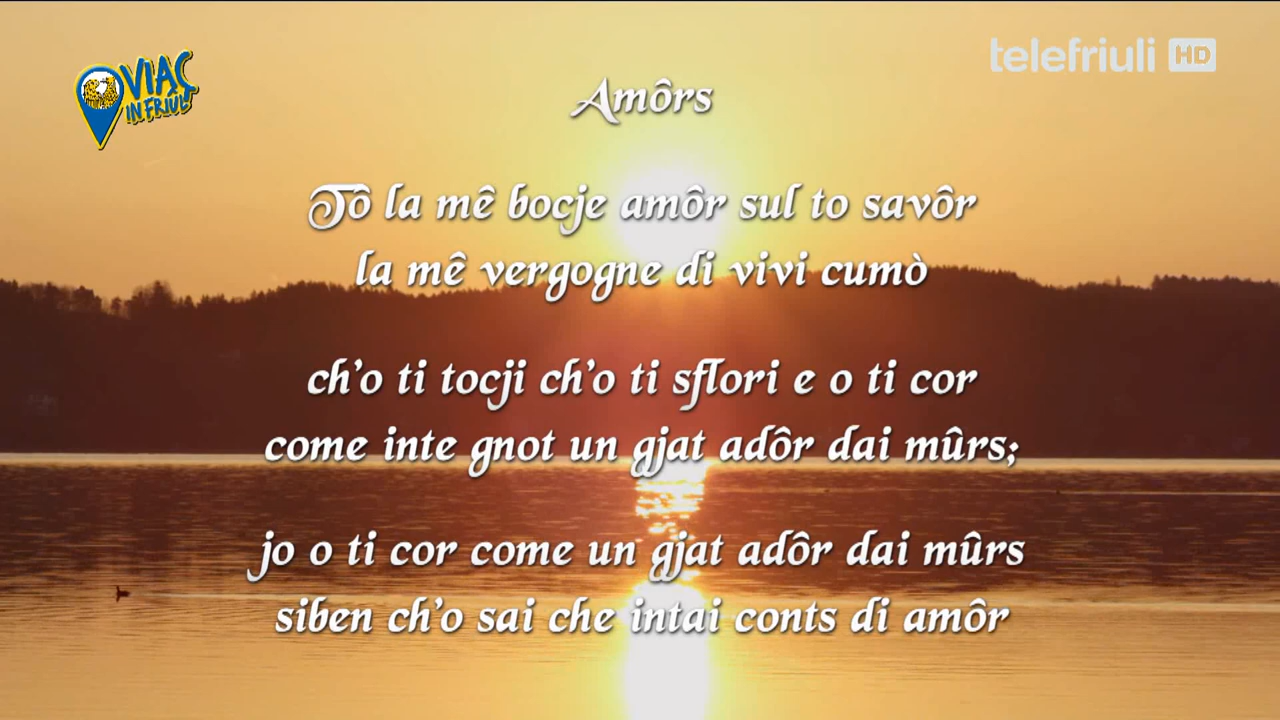 VIAÇ
IN FRIÛL
telefriuli HD
Amôrs
Tô la mê bocje amôr sul to savôr
la mê vergogne di vivi cumò
ch'o ti tocji ch'o ti sflori e o ti cor
come inte gnot un gjat adôr dai mûrs;
jo o ti cor come un gjat adôr dai mûrs
siben ch'o sai che intai conts di amôr